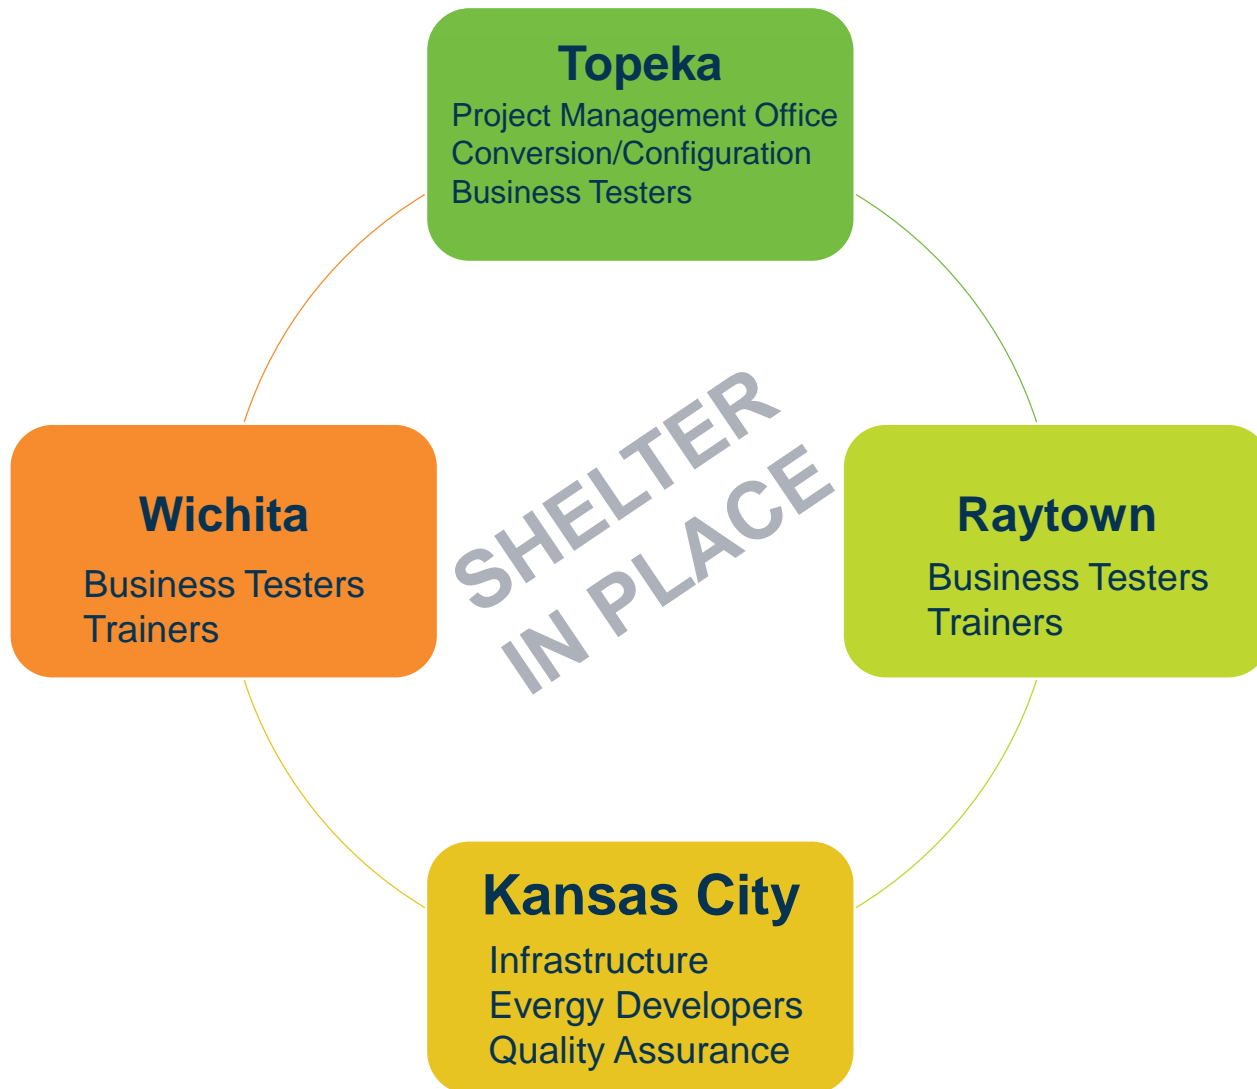 Topeka
Project Management Office
Conversion/Configuration
Business Testers
Wichita
Business Testers
Trainers
SHELTER
IN PLACE
Raytown
Business Testers
Trainers
Kansas City
Infrastructure
Evergy Developers
Quality Assurance